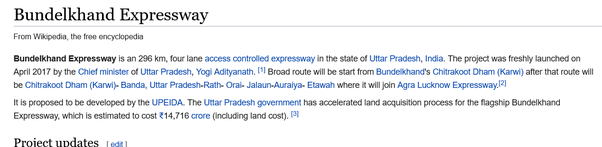 Bundelkhand Expressway
From Wikipedia, the free encyclopedia
Bundelkhand Expressway is an 296 km, four lane access controlled expressway in the state of Uttar Pradesh, India. The project was freshly launched on
April 2017 by the Chief minister of Uttar Pradesh, Yogi Adityanath. [1] Broad route will be start from Bundelkhand's Chitrakoot Dham (Karwi) after that route will
be Chitrakoot Dham (Karwi)- Banda, Uttar Pradesh-Rath- Orai- Jalaun-Auraiya- Etawah where it will join Agra Lucknow Expressway.[2]
It is proposed to be developed by the UPEIDA. The Uttar Pradesh government has accelerated land acquisition process for the flagship Bundelkhand
Expressway, which is estimated to cost ₹14,716 crore (including land cost). [3]
Project updates [ edit ]